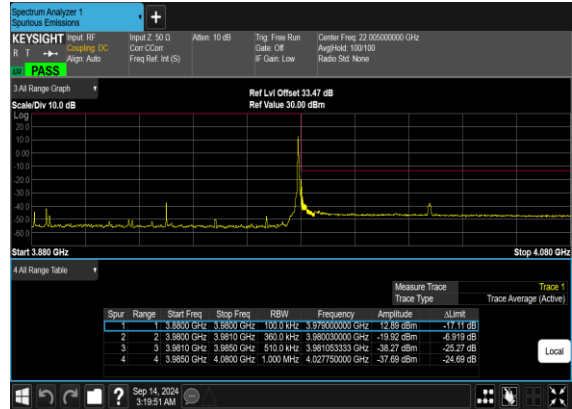 Spectrum Analyzer 1
Spurious Emissions
+
KEYSIGHT Input: RF Input Z: 50 Ω Atten: 10 dB Trig: Free Run Center Freq: 22.005000000 GHz
R T Coupling: DC Corr CCorr Gate: Off Avg|Hold: 100/100
Align: Auto Freq Ref: Int (S) IF Gain: Low Radio Std: None
PASS
3 All Range Graph
Ref Lvl Offset 33.47 dB
Scale/Div 10.0 dB Ref Value 30.00 dBm
Log
20.0
10.0
0.00
-10.0
-20.0
-30.0
-40.0
-50.0
-60.0
Start 3.880 GHz Stop 4.080 GHz
4 All Range Table
Measure Trace Trace 1
Trace Type Trace Average (Active)
Spur Range Start Freq Stop Freq RBW Frequency Amplitude ΔLimit
1 1 3.8800 GHz 3.9800 GHz 100.0 kHz 3.979000000 GHz 12.89 dBm -17.11 dB
2 2 3.9800 GHz 3.9810 GHz 360.0 kHz 3.980030000 GHz -19.92 dBm -6.919 dB
3 3 3.9810 GHz 3.9850 GHz 510.0 kHz 3.981053333 GHz -38.27 dBm -25.27 dB
4 4 3.9850 GHz 4.0800 GHz 1.000 MHz 4.027750000 GHz -37.69 dBm -24.69 dB
Local
? Sep 14, 2024
3:19:51 AM